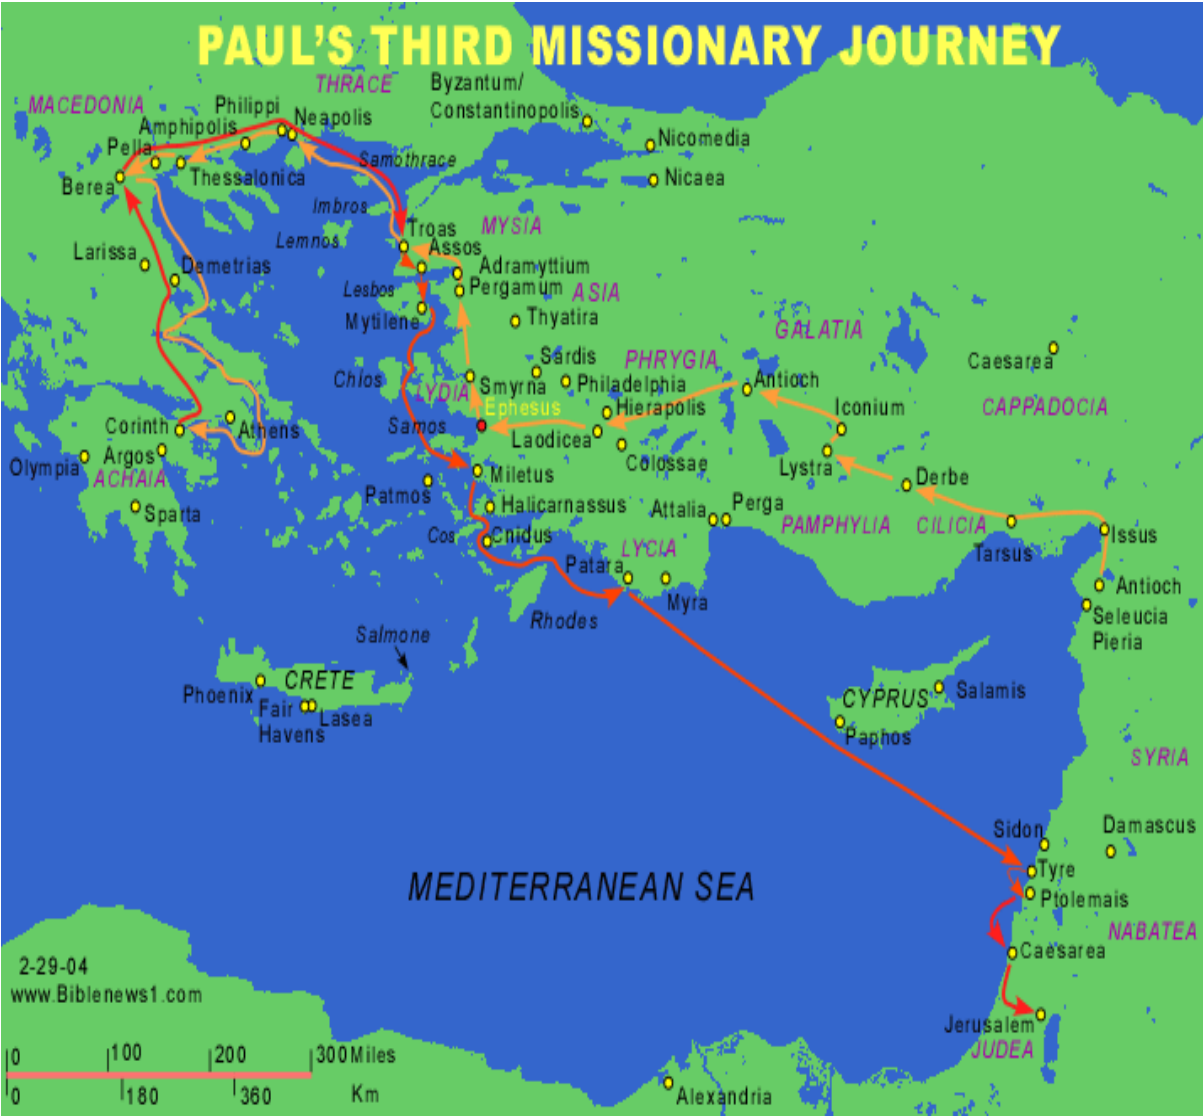 PAUL'S THIRD MISSIONARY JOURNEY
THRACE
Byzantum/
Constantinopolis
MACEDONIA
Philippi
Neapolis
Amphipolis
Pella
Thessalonica
Berea
Samothrace
Nicomedia
Nicaea
Imbros
Lemnos
Troas
MYSIA
Assos
Larissa
Demetrias
Adramyttium
Pergamum
ASIA
Lesbos
Mytilene
Thyatira
GALATIA
Caesarea
Sardis
PHRYGIA
Chios
LYDIA
Smyrna
Philadelphia
Antioch
Ephesus
Hierapolis
Iconium
CAPPADOCIA
Corinth
Athens
Samos
Laodicea
Argos
Olympia
ACHAIA
Colossae
Lystra
Derbe
Miletus
Patmos
Sparta
Halicarnassus
Attalia
Perga
PAMPHYLIA
CILICIA
Issus
Cos
Cnidus
LYCIA
Tarsus
Patara
Myra
Antioch
Rhodes
Seleucia
Pieria
Salmone
CRETE
Phoenix
Fair
Havens
Lasea
CYPRUS
Salamis
Paphos
SYRIA
Sidon
Damascus
Tyre
MEDITERRANEAN SEA
Ptolemais
NABATEA
Caesarea
2-29-04
www.Biblenews1.com
Jerusalem
JUDEA
0 100 200 300 Miles
0 180 360 Km
Alexandria